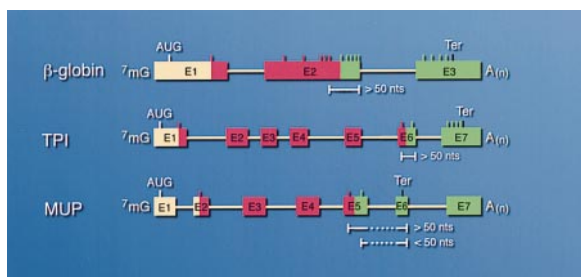 AUG Ter
β-globin ⁷mG E1 E2 E3 A(n)
> 50 nts
AUG Ter
TPI ⁷mG E1 E2 E3 E4 E5 E6 E7 A(n)
> 50 nts
AUG Ter
MUP ⁷mG E1 E2 E3 E4 E5 E6 E7 A(n)
> 50 nts
< 50 nts